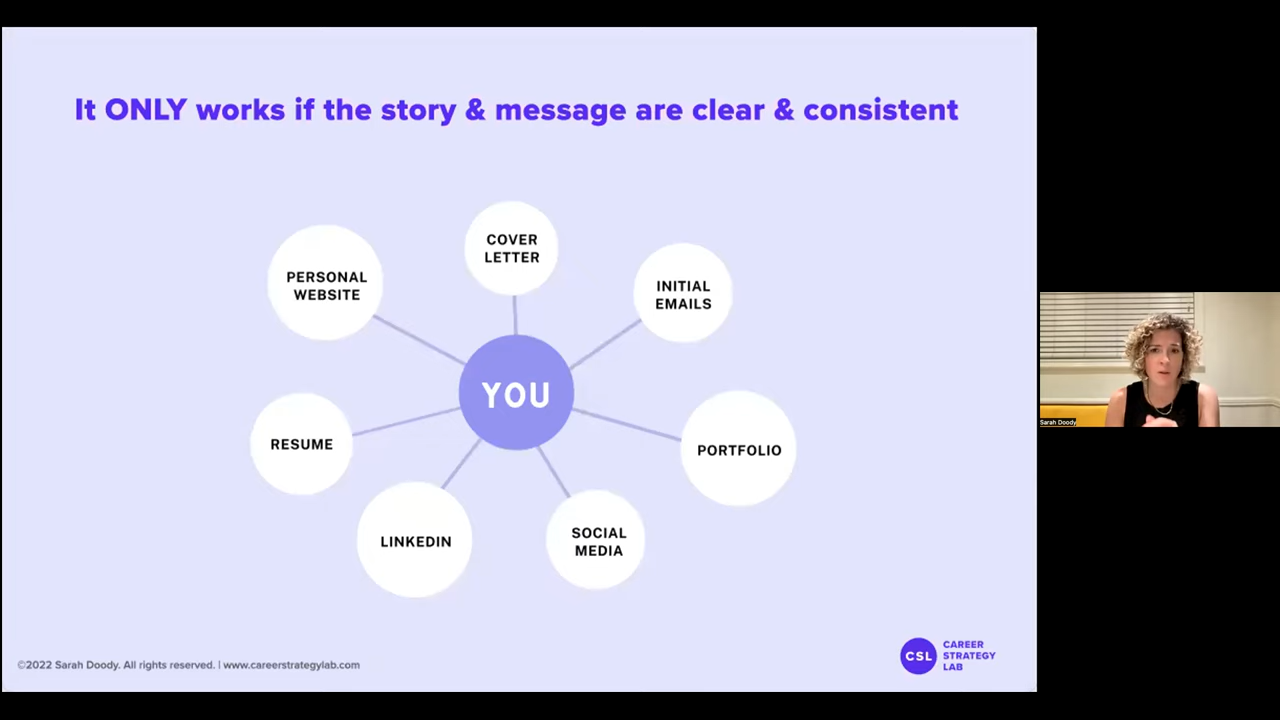 It ONLY works if the story & message are clear & consistent
COVER
LETTER
PERSONAL
WEBSITE
INITIAL
EMAILS
YOU
RESUME
PORTFOLIO
LINKEDIN
SOCIAL
MEDIA
©2022 Sarah Doody. All rights reserved. | www.careerstrategylab.com
CSL
CAREER
STRATEGY
LAB
Sarah Doody